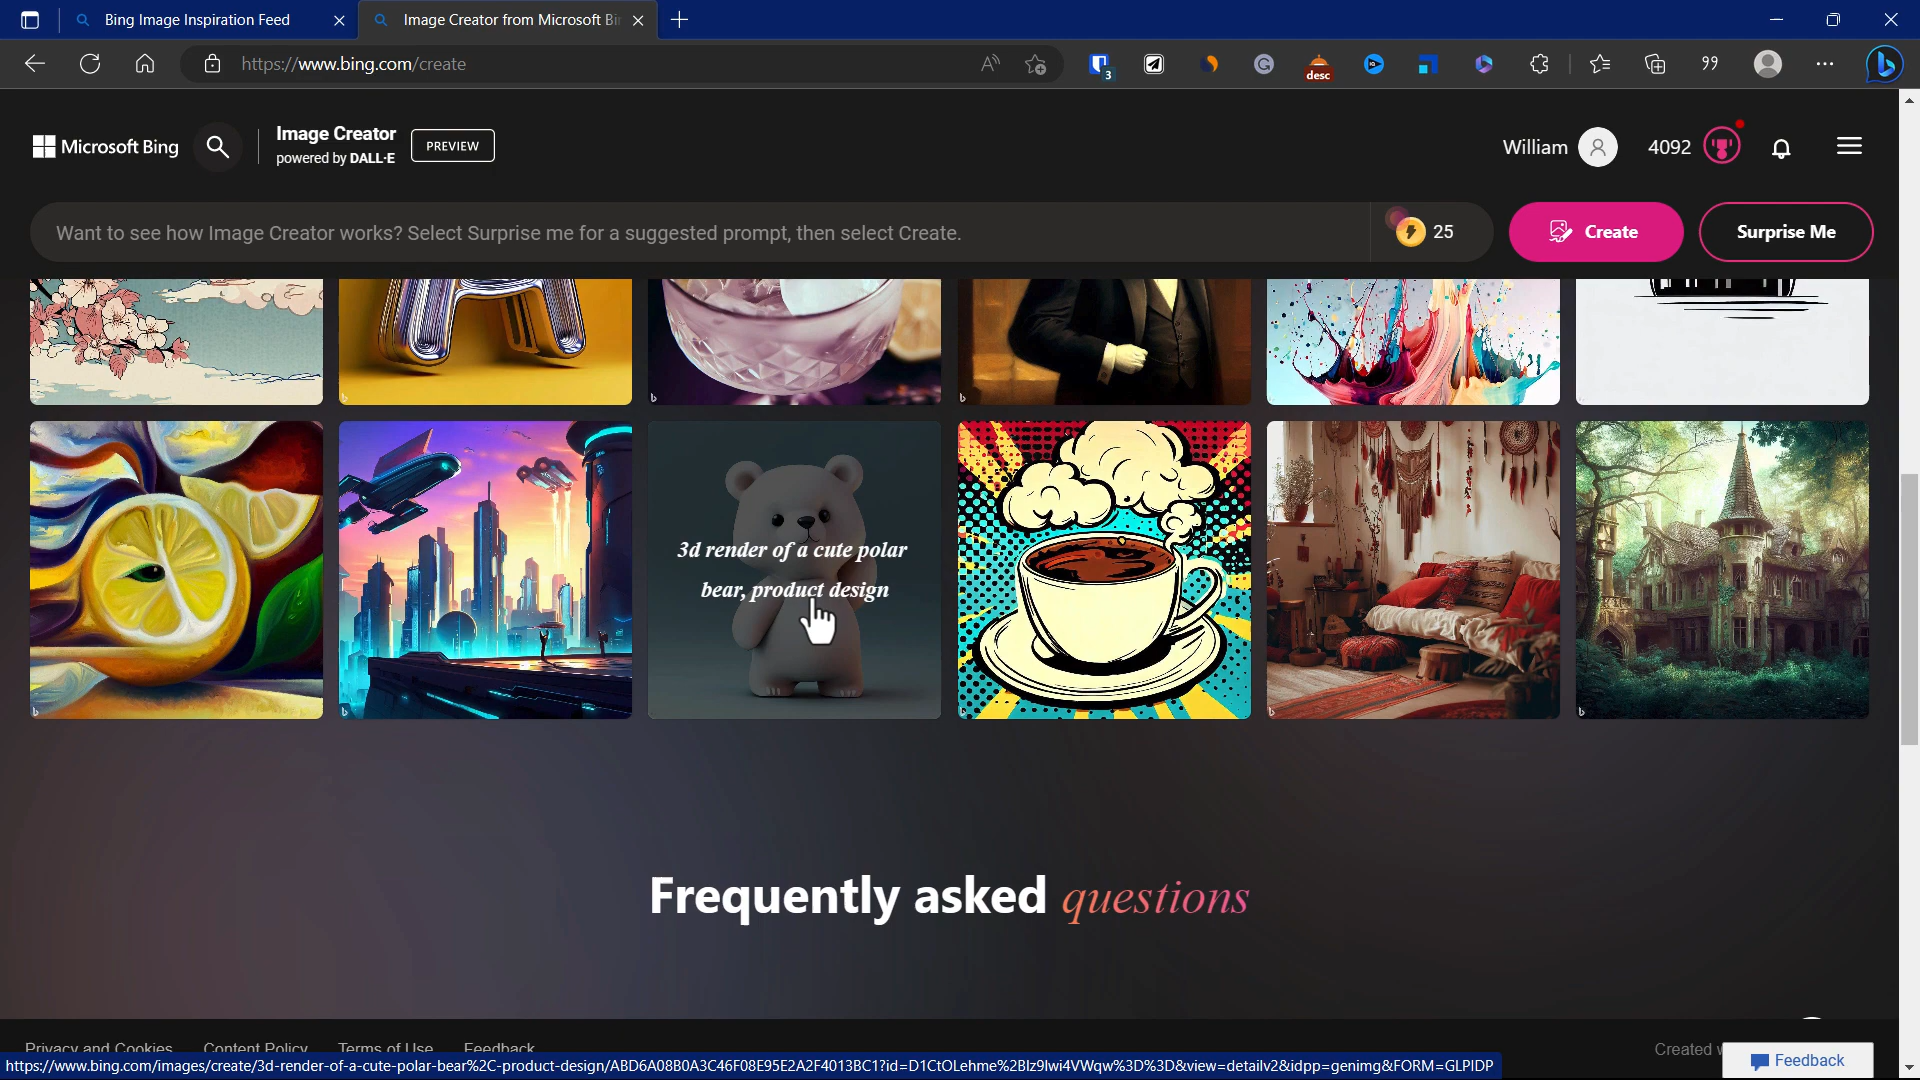 Bing Image Inspiration Feed
Image Creator from Microsoft Bi
https://www.bing.com/create
3
desc
Microsoft Bing
Image Creator
powered by DALL·E
PREVIEW
William
4092
Want to see how Image Creator works? Select Surprise me for a suggested prompt, then select Create.
25
Create
Surprise Me
3d render of a cute polar
bear, product design
Frequently asked questions
Privacy and Cookies
Content Policy
Terms of Use
Feedback
Created
Feedback
https://www.bing.com/images/create/3d-render-of-a-cute-polar-bear%2C-product-design/ABD6A08B0A3C46F08E95E2A2F4013BC1?id=D1CtOLehme%2BIz9lwi4VWqw%3D%3D&view=detailv2&idpp=genimg&FORM=GLPIDP